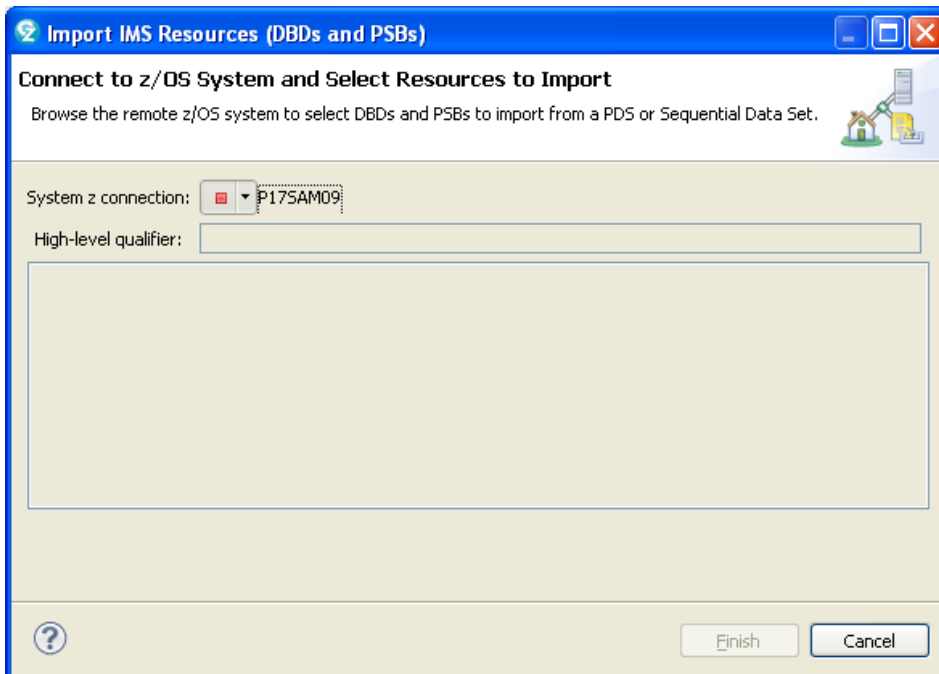 Import IMS Resources (DBDs and PSBs)
Connect to z/OS System and Select Resources to Import
Browse the remote z/OS system to select DBDs and PSBs to import from a PDS or Sequential Data Set.
System z connection: P17SAM09
High-level qualifier:
Finish Cancel